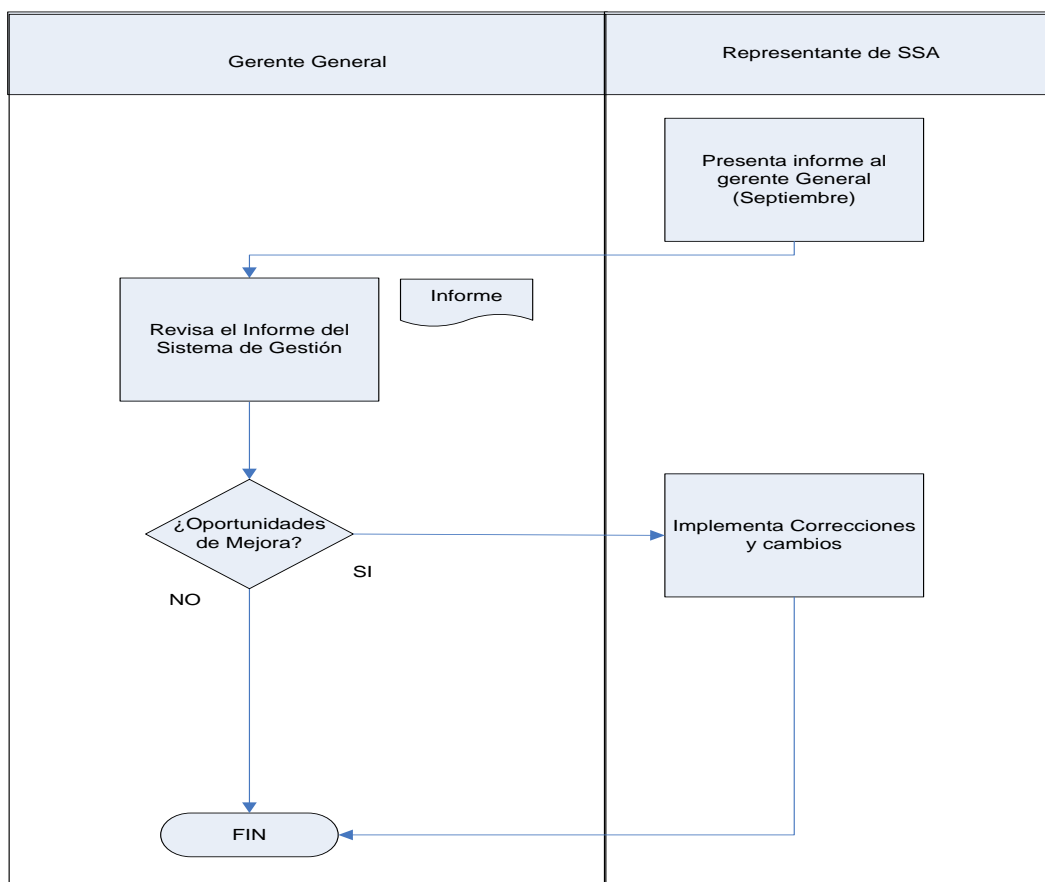 Gerente General
Representante de SSA
Presenta informe al
gerente General
(Septiembre)
Informe
Revisa el Informe del
Sistema de Gestión
¿Oportunidades
de Mejora?
SI
NO
Implementa Correcciones
y cambios
FIN